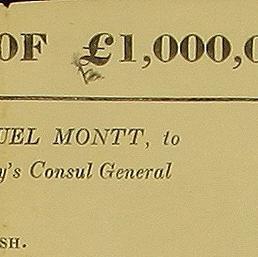 OF £1,000,0
UEL MONTT, to
y's Consul General
SH.